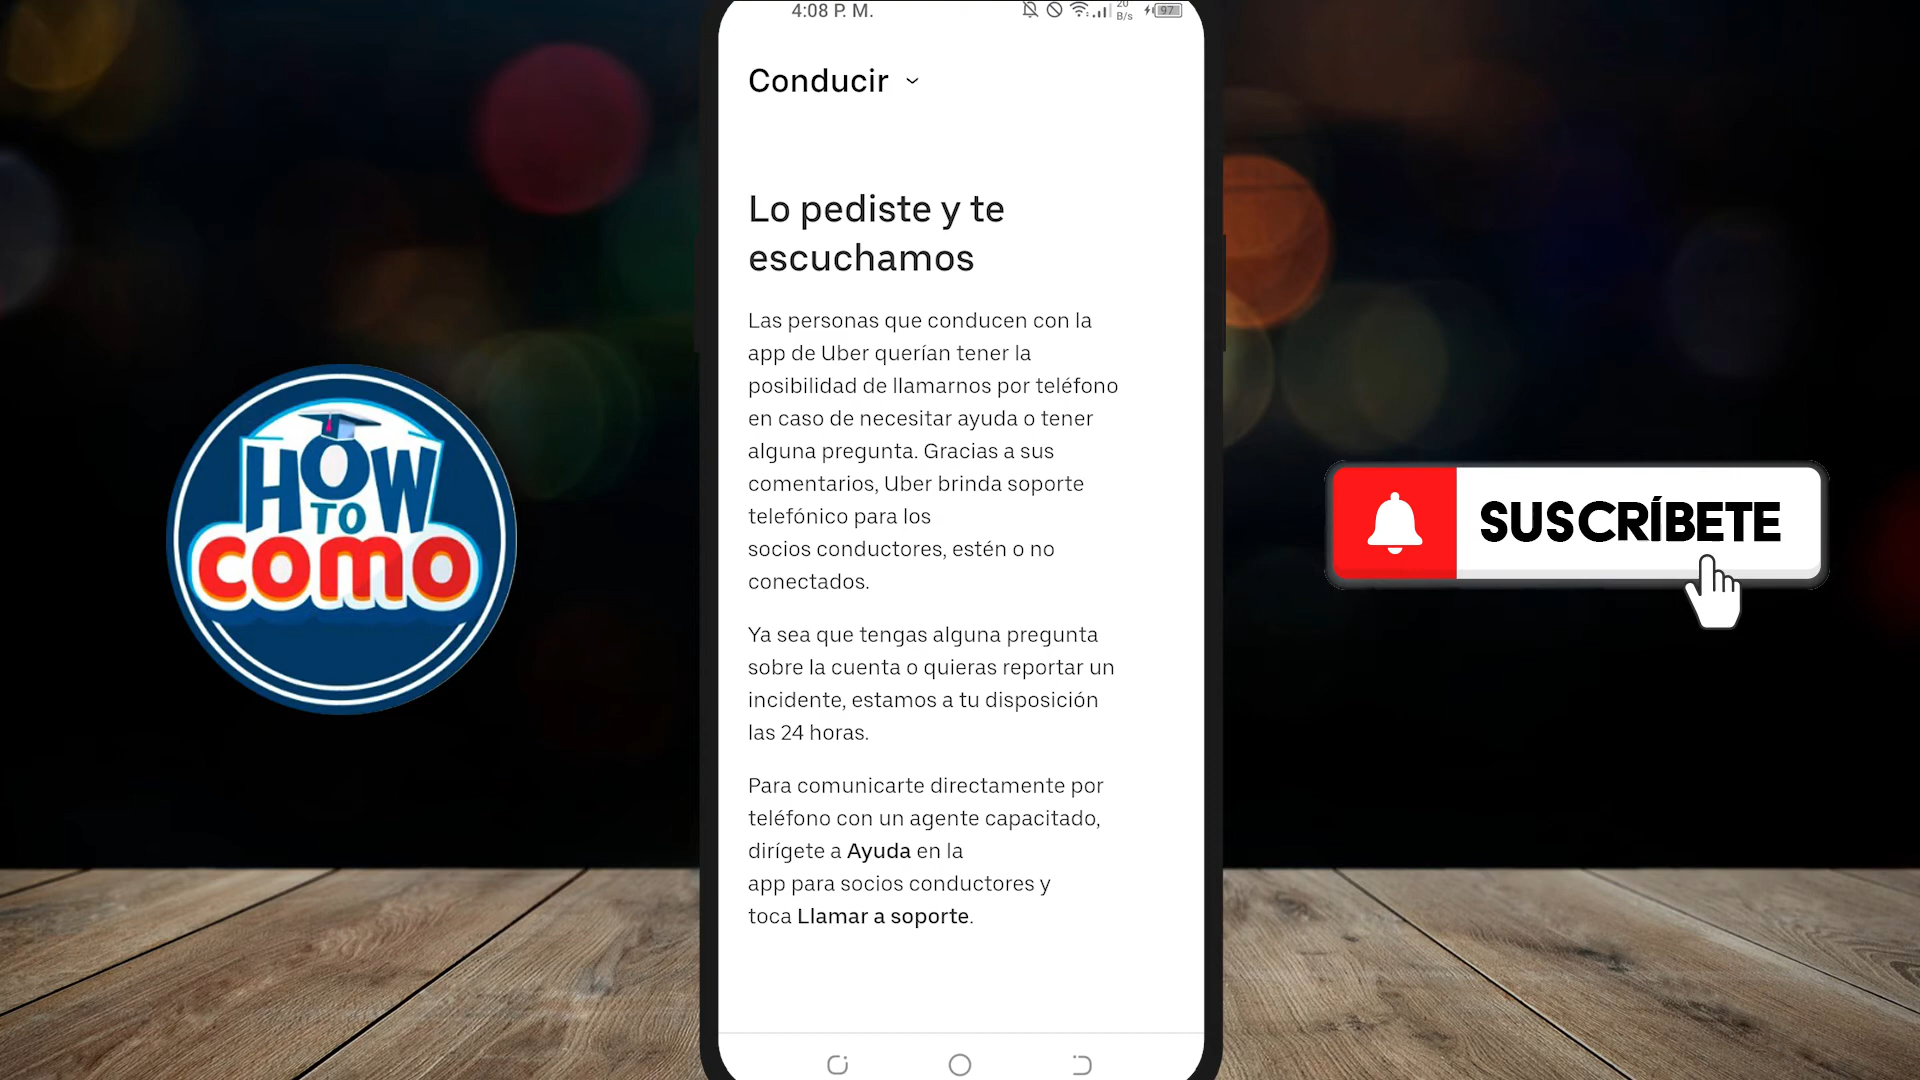 4:08 P. M.
20
B/s
97
Conducir
Lo pediste y te
escuchamos
Las personas que conducen con la
app de Uber querían tener la
posibilidad de llamarnos por teléfono
en caso de necesitar ayuda o tener
alguna pregunta. Gracias a sus
comentarios, Uber brinda soporte
telefónico para los
socios conductores, estén o no
conectados.
Ya sea que tengas alguna pregunta
sobre la cuenta o quieras reportar un
incidente, estamos a tu disposición
las 24 horas.
Para comunicarte directamente por
teléfono con un agente capacitado,
dirígete a Ayuda en la
app para socios conductores y
toca Llamar a soporte.
HOW
TO
COMO
SUSCRÍBETE